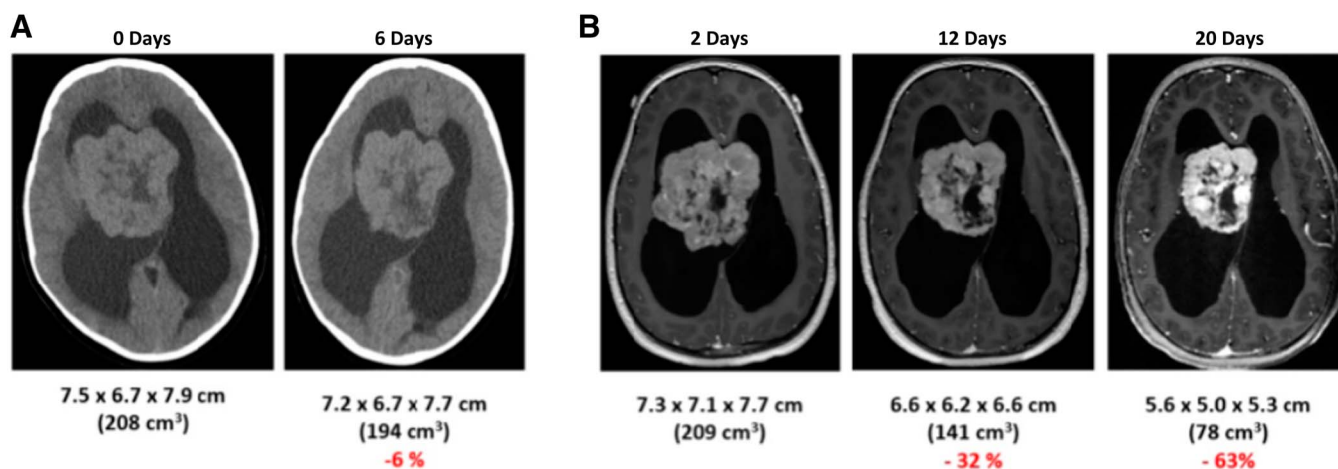 A
0 Days
6 Days
7.5 x 6.7 x 7.9 cm
(208 cm³)
7.2 x 6.7 x 7.7 cm
(194 cm³)
-6 %
B
2 Days
12 Days
20 Days
7.3 x 7.1 x 7.7 cm
(209 cm³)
6.6 x 6.2 x 6.6 cm
(141 cm³)
- 32 %
5.6 x 5.0 x 5.3 cm
(78 cm³)
- 63%